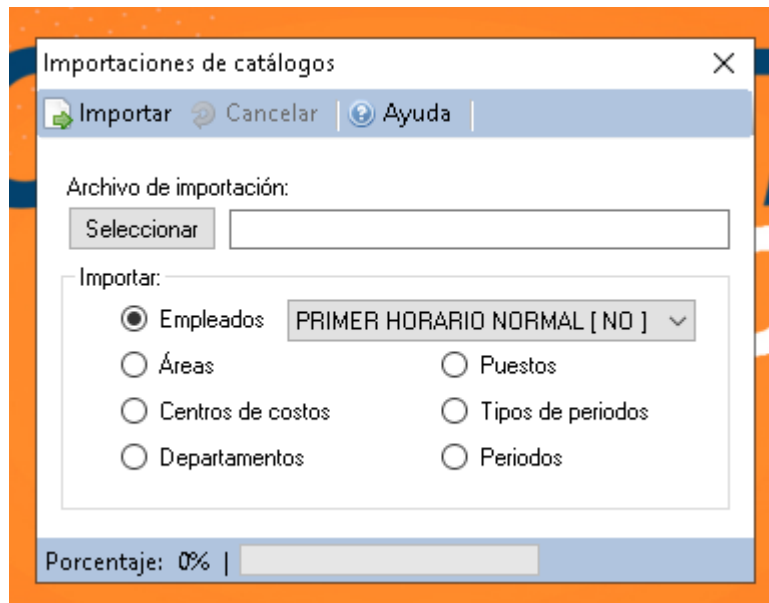 Importaciones de catálogos
Importar Cancelar Ayuda
Archivo de importación:
Seleccionar
Importar:
Empleados PRIMER HORARIO NORMAL [ NO ]
Áreas Puestos
Centros de costos Tipos de periodos
Departamentos Periodos
Porcentaje: 0% |